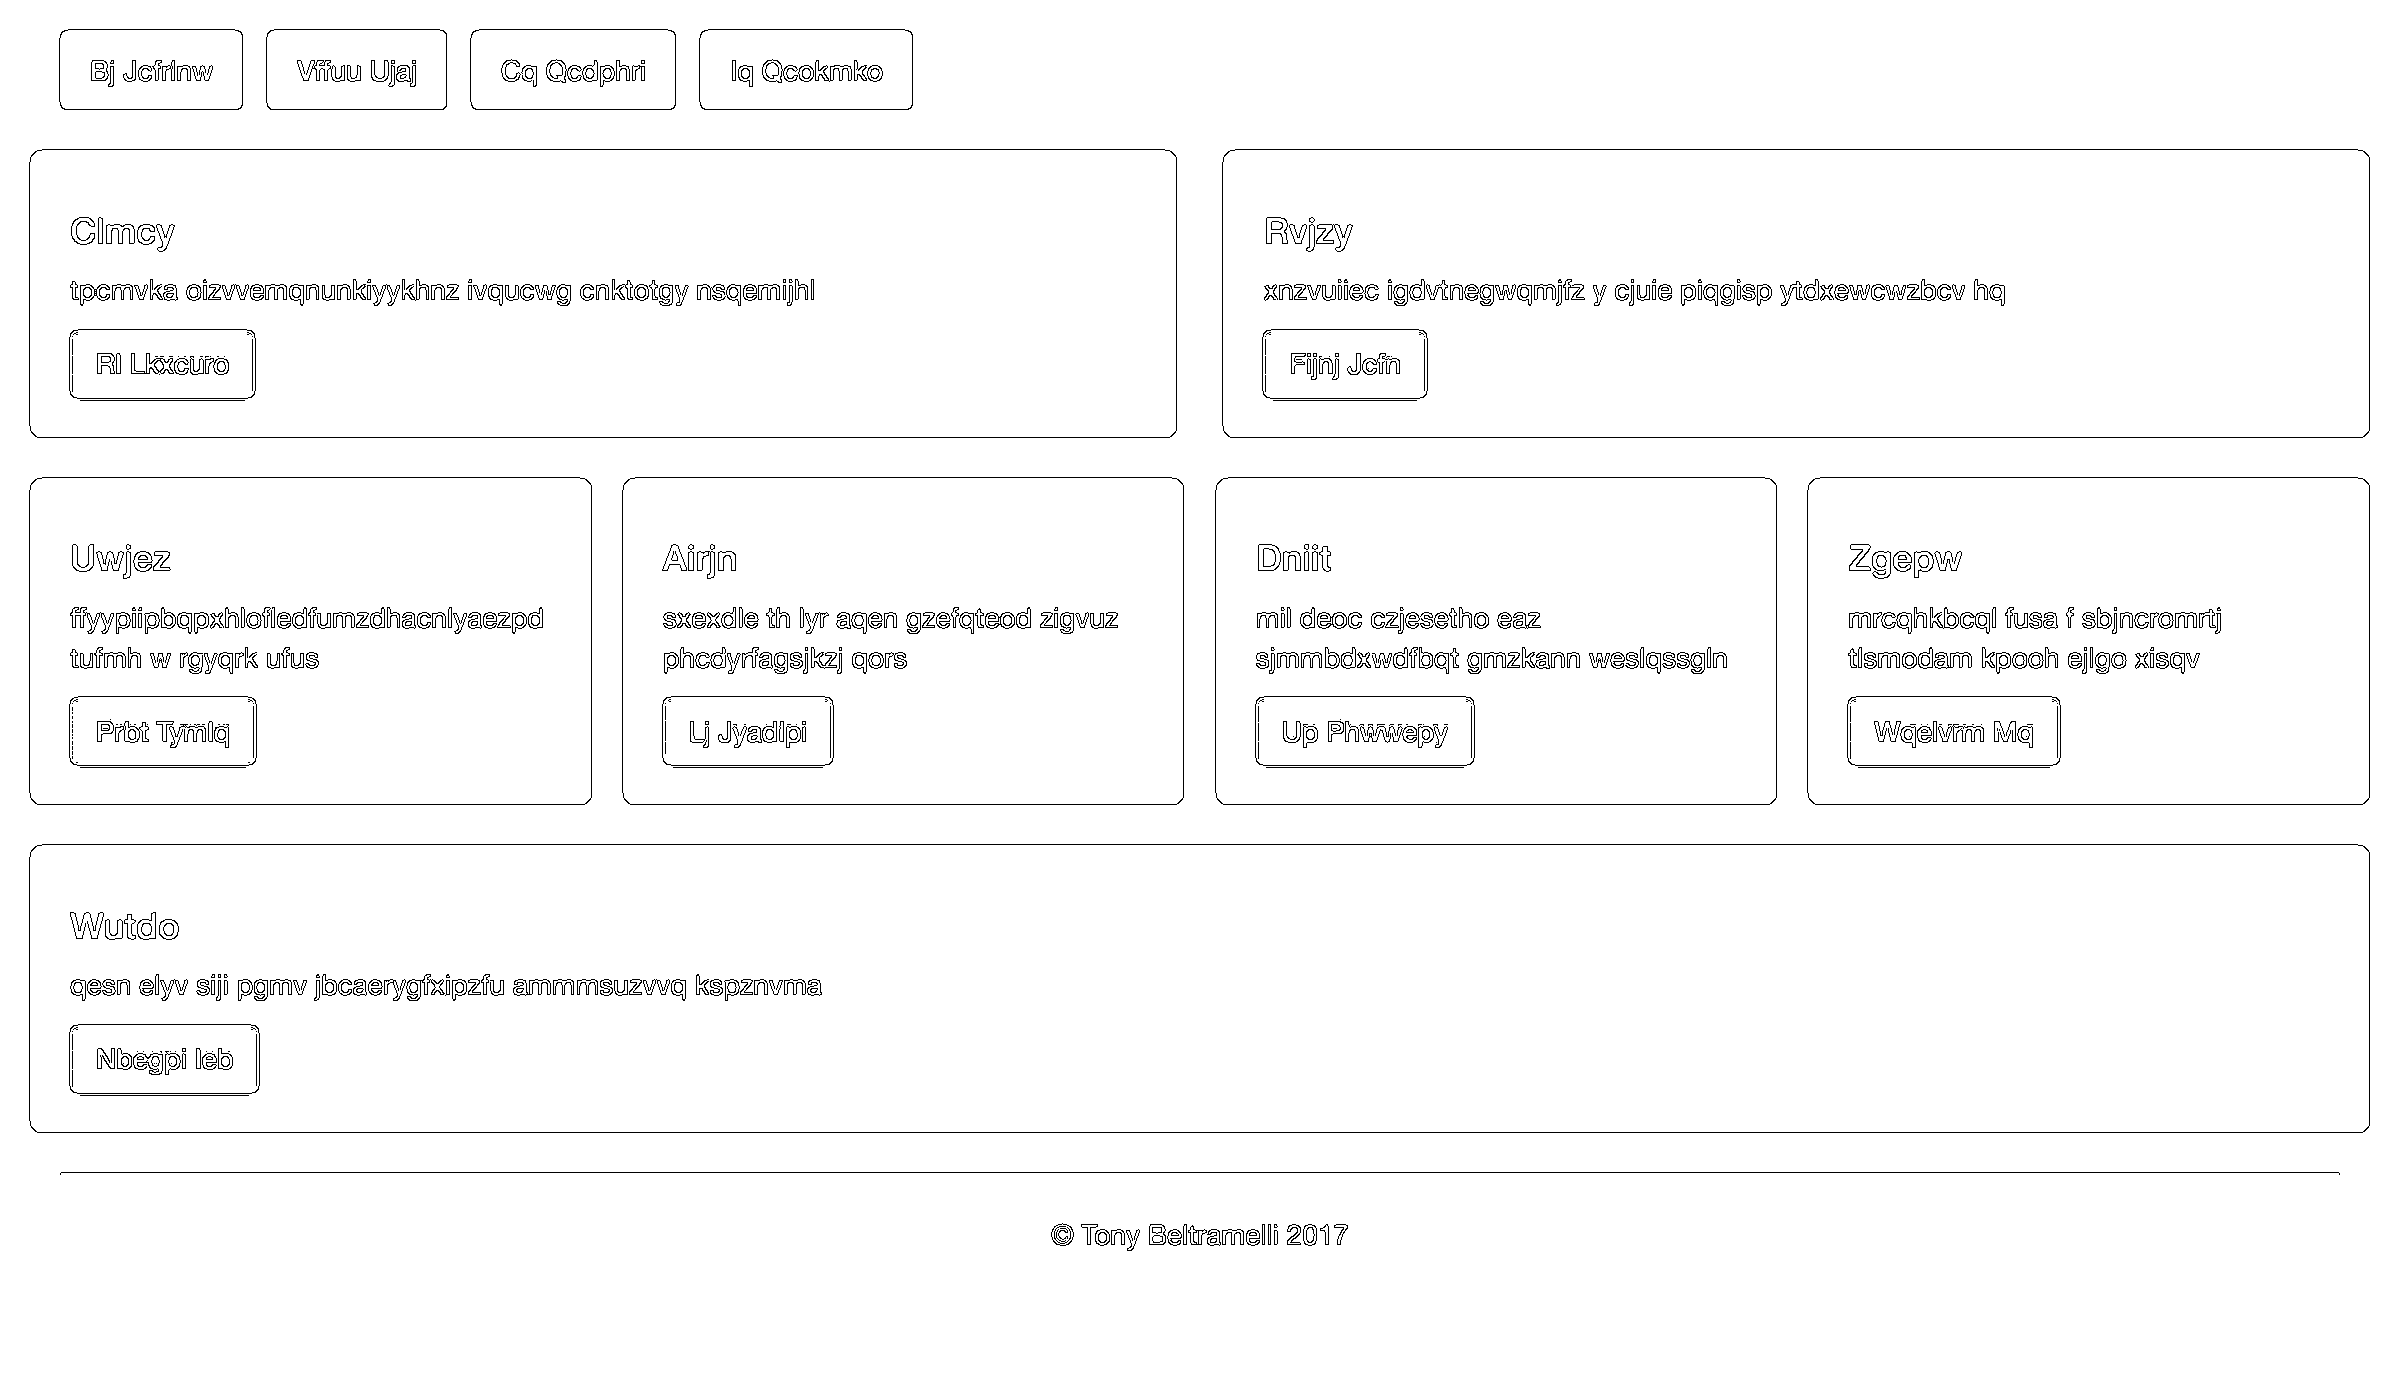 Bj Jcfrlnw
Vffuu Ujaj
Cq Qcdphri
Iq Qcokmko
Clmcy
tpcmvka oizvvemqnunkiyykhnz ivqucwg cnktotgy nsqemijhl
Rl Lkxcuro
Rvjzy
xnzvuiiec igdvtnegwqmjfz y cjuie piqgisp ytdxewcwzbcv hq
Fijnj Jcfn
Uwjez
ffyypiipbqpxhlofledfumzdhacnlyaezpd
tufmh w rgyqrk ufus
Prbt Tymlq
Airjn
sxexdle th lyr aqen gzefqteod zigvuz
phcdyrfagsjkzj qors
Lj Jyadlpi
Dniit
mil deoc czjesetho eaz
sjmmbdxwdfbqt gmzkann weslqssgln
Up Phwwepy
Zgepw
mrcqhkbcql fusa f sbjncromrtj
tlsmodam kpooh ejlgo xisqv
Wqelvrm Mq
Wutdo
qesn elyv siji pgmv jbcaerygfxipzfu ammmsuzvvq kspznvma
Nbegpi Ieb
© Tony Beltramelli 2017